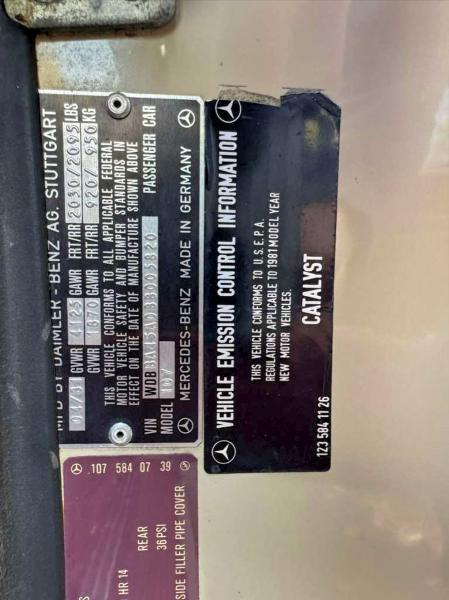 MFD BY DAIMLER-BENZ AG. STUTTGART
04/81 GVWR 4125 GAWR FRT/RR 2030/2095 LBS
GVWR 1870 GAWR FRT/RR 920/ 950 KG
THIS VEHICLE CONFORMS TO ALL APPLICABLE FEDERAL
MOTOR VEHICLE SAFETY AND BUMPER STANDARDS IN
EFFECT ON THE DATE OF MANUFACTURE SHOWN ABOVE
VIN WDB PASSENGER CAR
MODEL 107
MERCEDES-BENZ MADE IN GERMANY
VEHICLE EMISSION CONTROL INFORMATION
THIS VEHICLE CONFORMS TO U.S.E.P.A.
REGULATIONS APPLICABLE TO 1981 MODEL YEAR
NEW MOTOR VEHICLES.
CATALYST
123 584 11 26
.107 584 07 39
REAR
36 PSI
HR 14
SIDE FILLER PIPE COVER